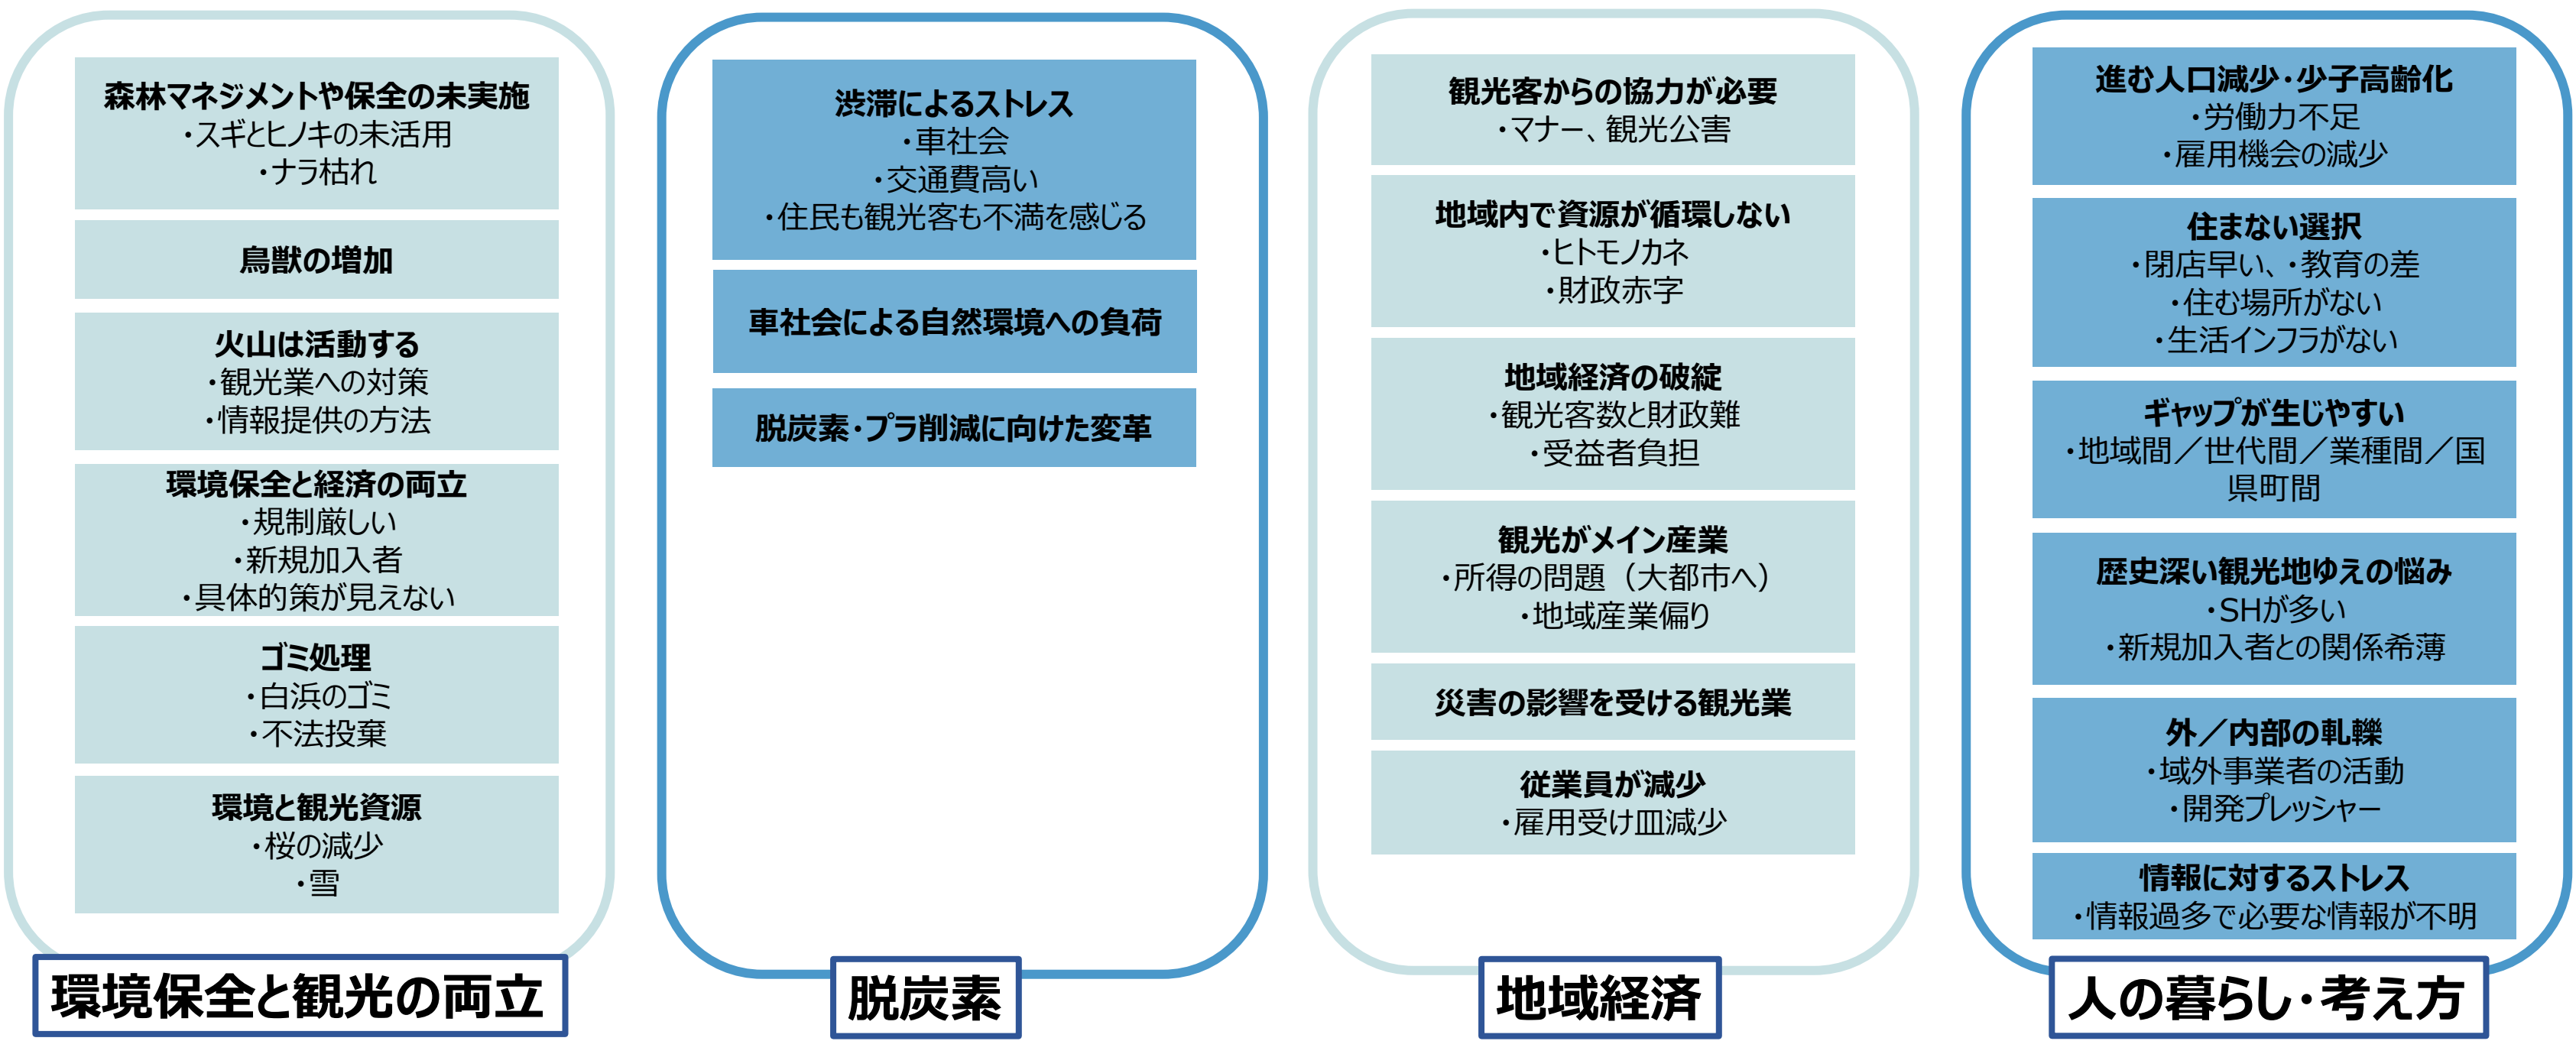 森林マネジメントや保全の未実施
・スギとヒノキの未活用
・ナラ枯れ
鳥獣の増加
火山は活動する
・観光業への対策
・情報提供の方法
環境保全と経済の両立
・規制厳しい
・新規加入者
・具体的策が見えない
ゴミ処理
・白浜のゴミ
・不法投棄
環境と観光資源
・桜の減少
・雪
環境保全と観光の両立
渋滞によるストレス
・車社会
・交通費高い
・住民も観光客も不満を感じる
車社会による自然環境への負荷
脱炭素・プラ削減に向けた変革
脱炭素
観光客からの協力が必要
・マナー、観光公害
地域内で資源が循環しない
・ヒトモノカネ
・財政赤字
地域経済の破綻
・観光客数と財政難
・受益者負担
観光がメイン産業
・所得の問題（大都市へ）
・地域産業偏り
災害の影響を受ける観光業
従業員が減少
・雇用受け皿減少
地域経済
進む人口減少・少子高齢化
・労働力不足
・雇用機会の減少
住まない選択
・閉店早い、・教育の差
・住む場所がない
・生活インフラがない
ギャップが生じやすい
・地域間／世代間／業種間／国
県町間
歴史深い観光地ゆえの悩み
・SHが多い
・新規加入者との関係希薄
外／内部の軋轢
・域外事業者の活動
・開発プレッシャー
情報に対するストレス
・情報過多で必要な情報が不明
人の暮らし・考え方